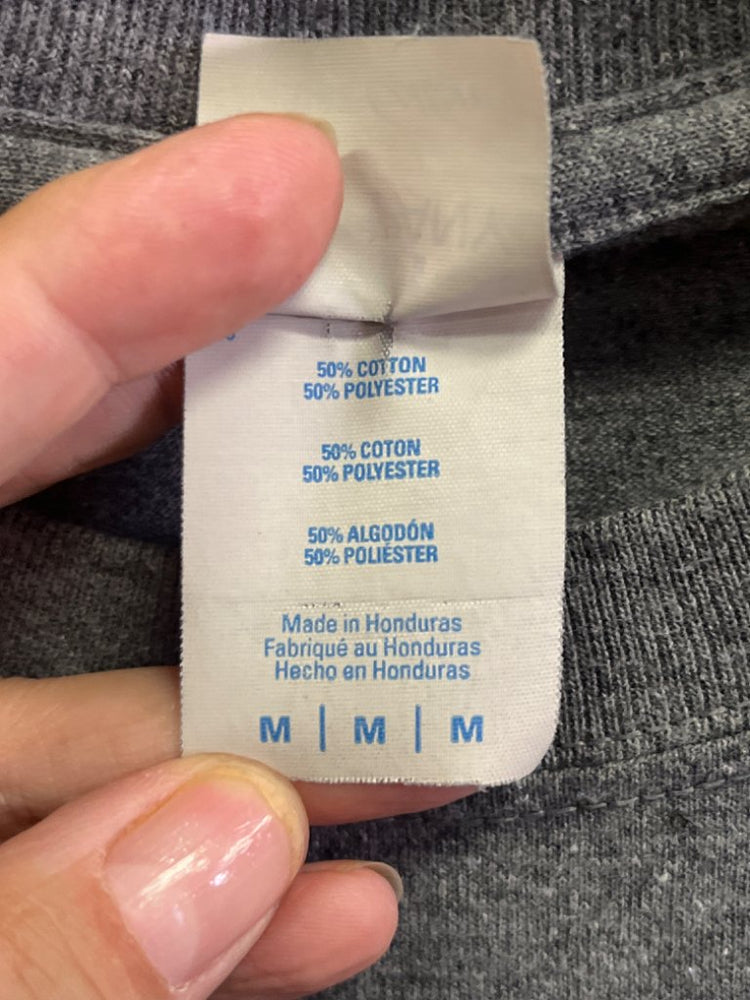 50% COTTON
50% POLYESTER
50% COTON
50% POLYESTER
50% ALGODÓN
50% POLIÉSTER
Made in Honduras
Fabriqué au Honduras
Hecho en Honduras
M | M | M